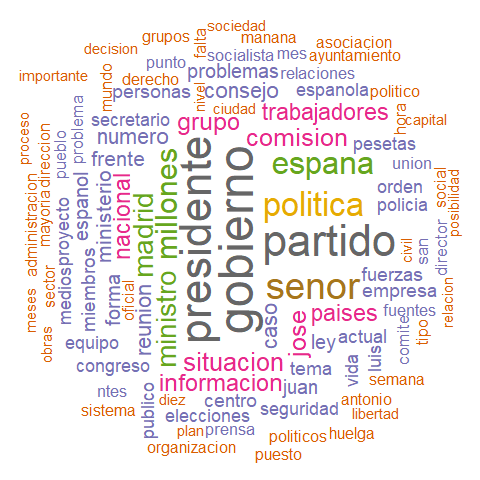 sociedad
grupos
manana
decision
falta
asociacion
punto
socialista
mes
ayuntamiento
importante
mundo
derecho
problemas
relaciones
personas
nivel
consejo
espanola
politico
secretario
grupo
ciudad
trabajadores
hora
capital
proceso
problema
numero
comision
pesetas
pueblo
frente
presidente
gobierno
espana
union
direccion
mayoria
espanol
ministerio
nacional
madrid
millones
politica
orden
policia
social
posibilidad
administracion
proyecto
partido
civil
san
director
sector
medios
miembros
forma
oficial
reunion
ministro
senor
fuerzas
empresa
relacion
meses
obras
caso
jose
paises
fuentes
equipo
ley
actual
comite
tipo
congreso
situacion
tema
vida
luis
ntes
informacion
juan
semana
sistema
publico
diez
centro
seguridad
antonio
elecciones
libertad
plan
prensa
politicos
huelga
organizacion
puesto